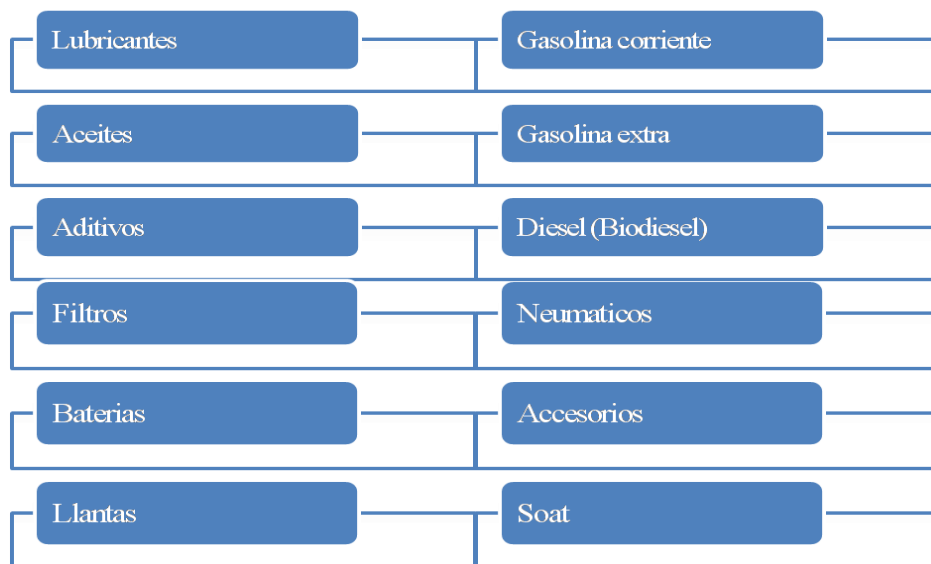 Lubricantes
Gasolina corriente
Aceites
Gasolina extra
Aditivos
Diesel (Biodiesel)
Filtros
Neumaticos
Baterias
Accesorios
Llantas
Soat